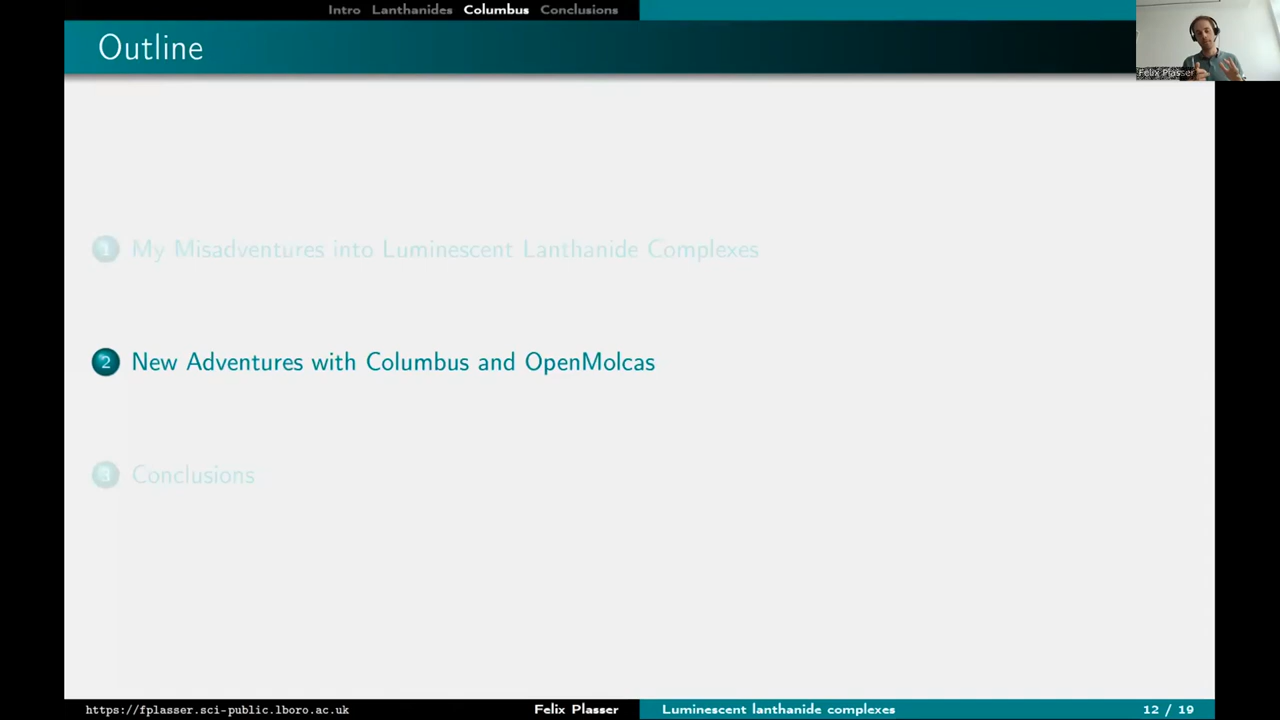 Intro Lanthanides Columbus Conclusions
Outline
Felix Plasser
1 My Misadventures into Luminescent Lanthanide Complexes
2 New Adventures with Columbus and OpenMolcas
3 Conclusions
https://fplasser.sci-public.lboro.ac.uk Felix Plasser Luminescent lanthanide complexes 12 / 19